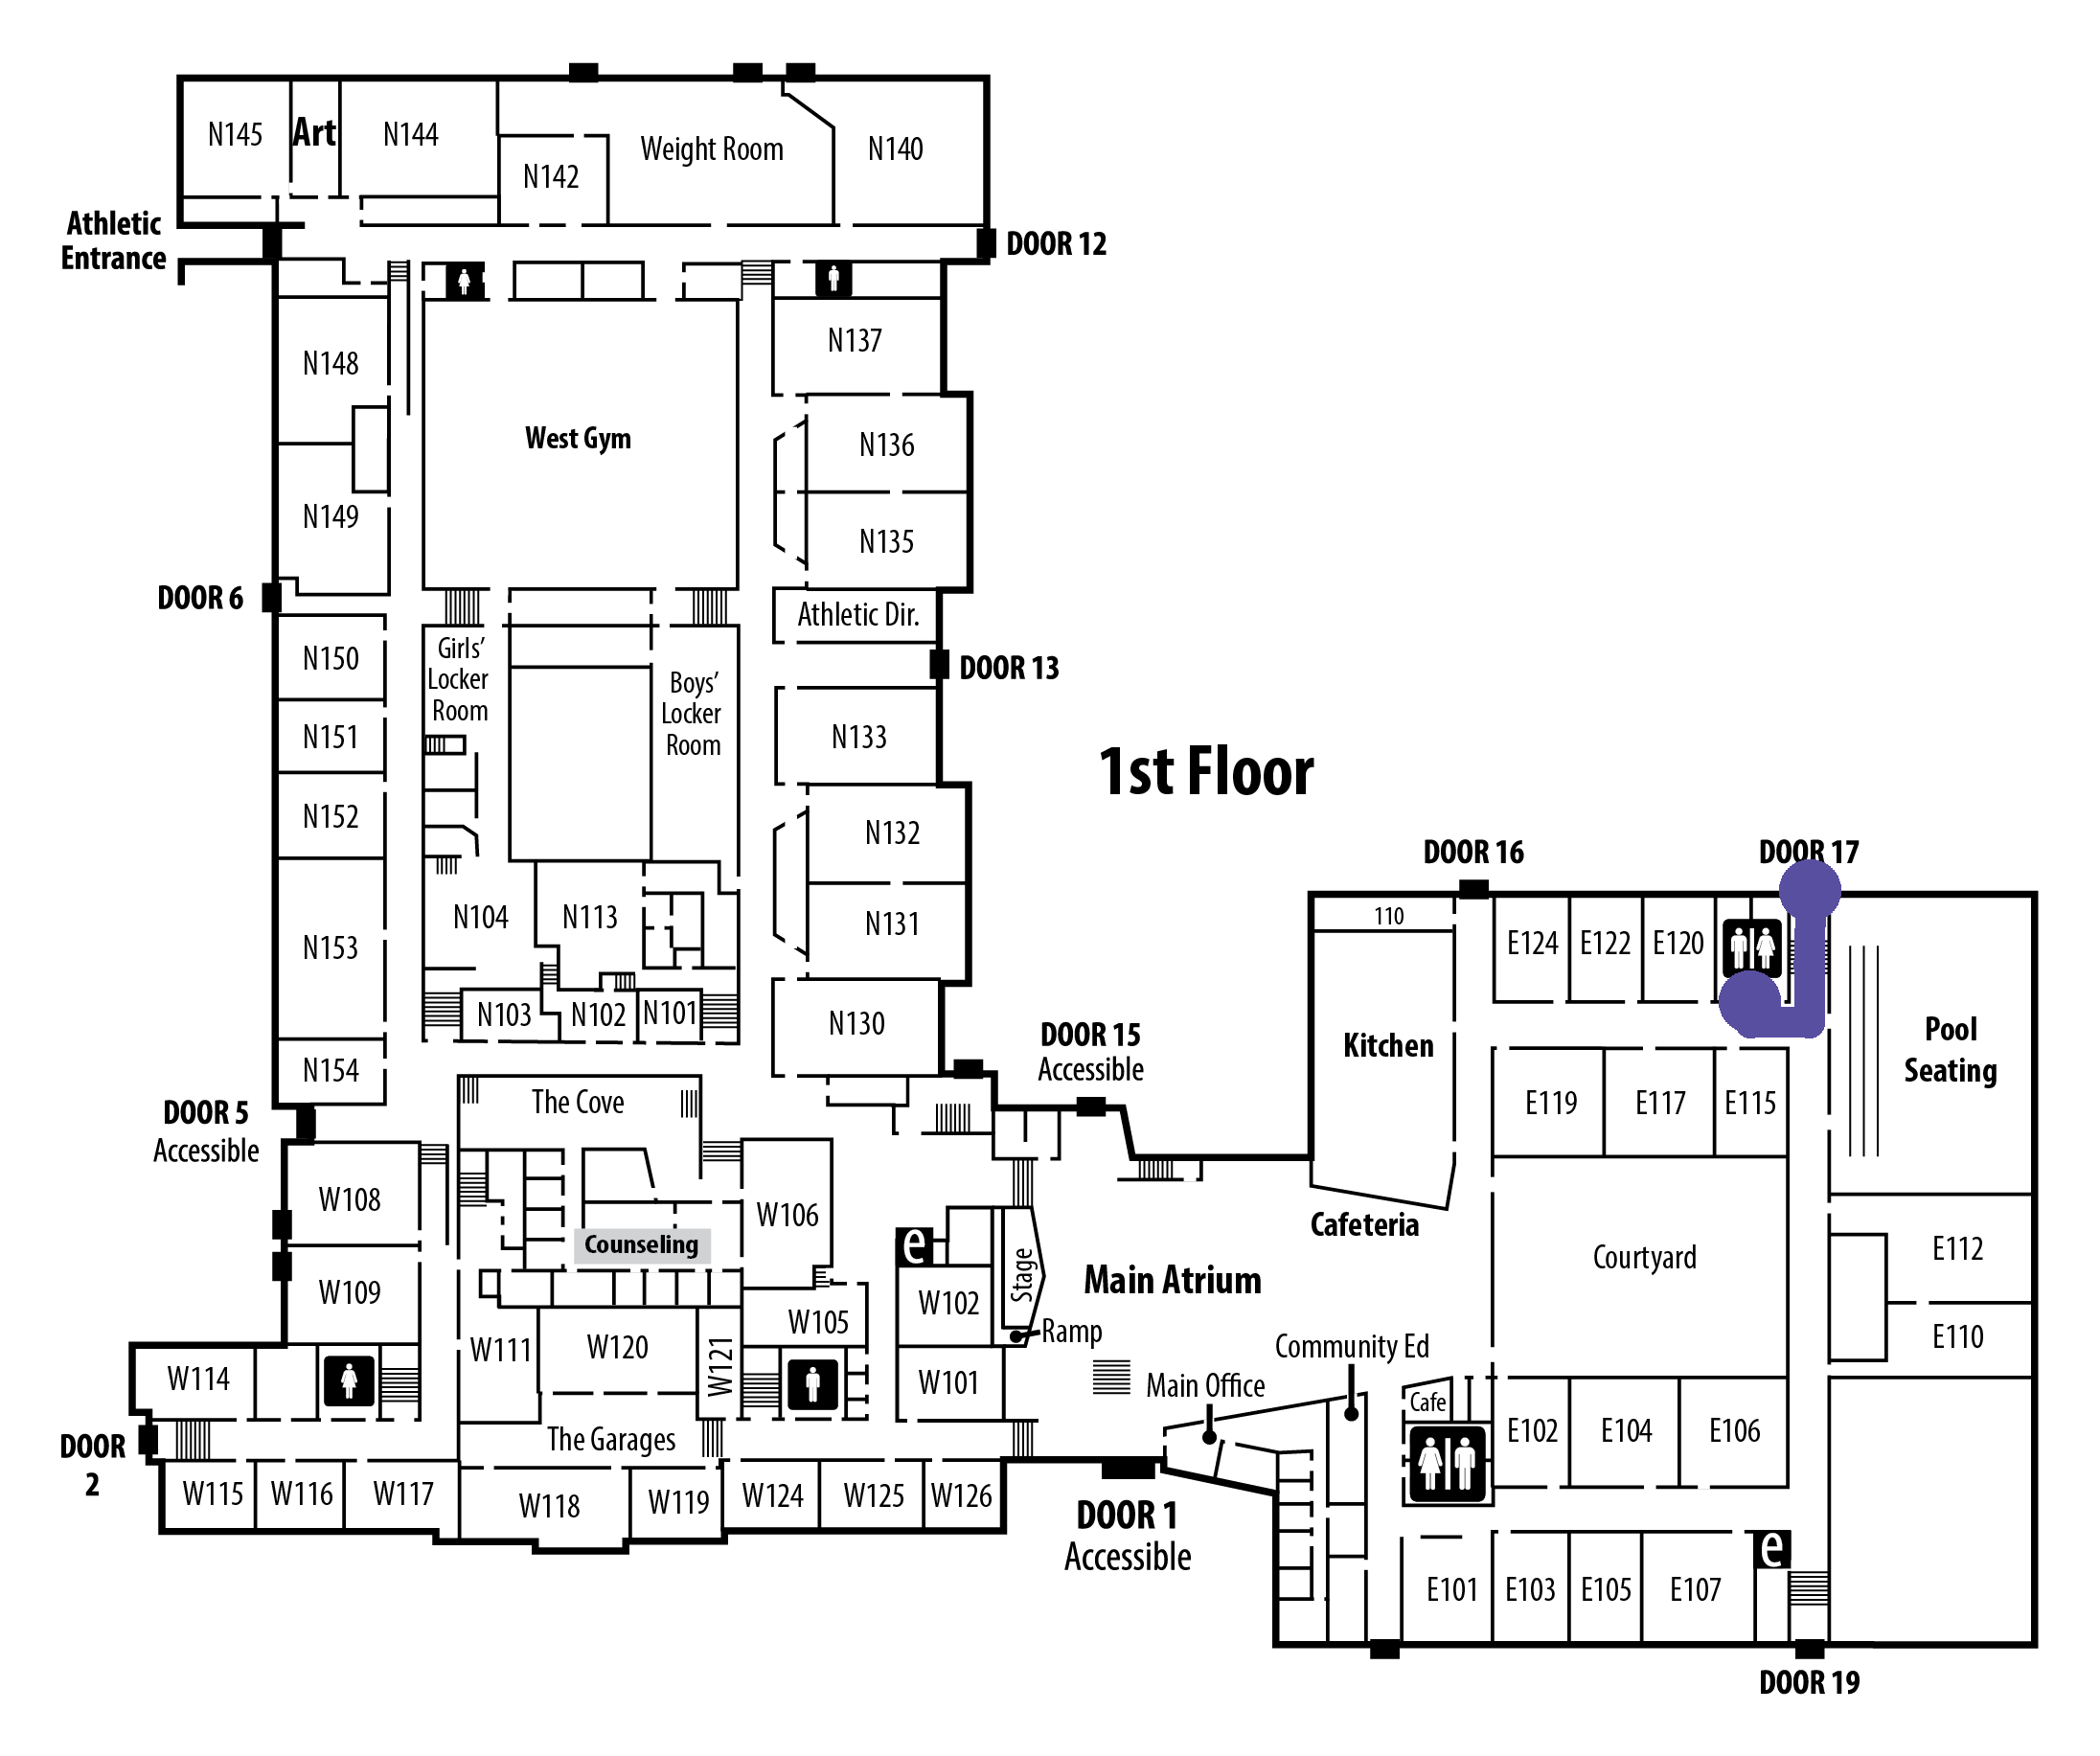 N145
Art
N144
N142
Weight Room
N140
Athletic
Entrance
DOOR 12
N148
N137
West Gym
N136
N149
N135
DOOR 6
Athletic Dir.
N150
Girls’
Locker
Room
Boys’
Locker
Room
DOOR 13
N151
N133
1st Floor
N152
N132
DOOR 16
DOOR 17
N153
N104
N113
N131
110
E124
E122
E120
N103
N102
N101
N130
Kitchen
Pool
Seating
DOOR 15
Accessible
N154
The Cove
E119
E117
E115
DOOR 5
Accessible
W108
W106
Counseling
e
Cafeteria
Courtyard
E112
W109
W102
Stage
Main Atrium
W105
Ramp
E110
W111
W120
W121
Community Ed
W114
W101
Main Office
Cafe
The Garages
E102
E104
E106
DOOR
2
W115
W116
W117
W118
W119
W124
W125
W126
DOOR 1
Accessible
e
E101
E103
E105
E107
DOOR 19